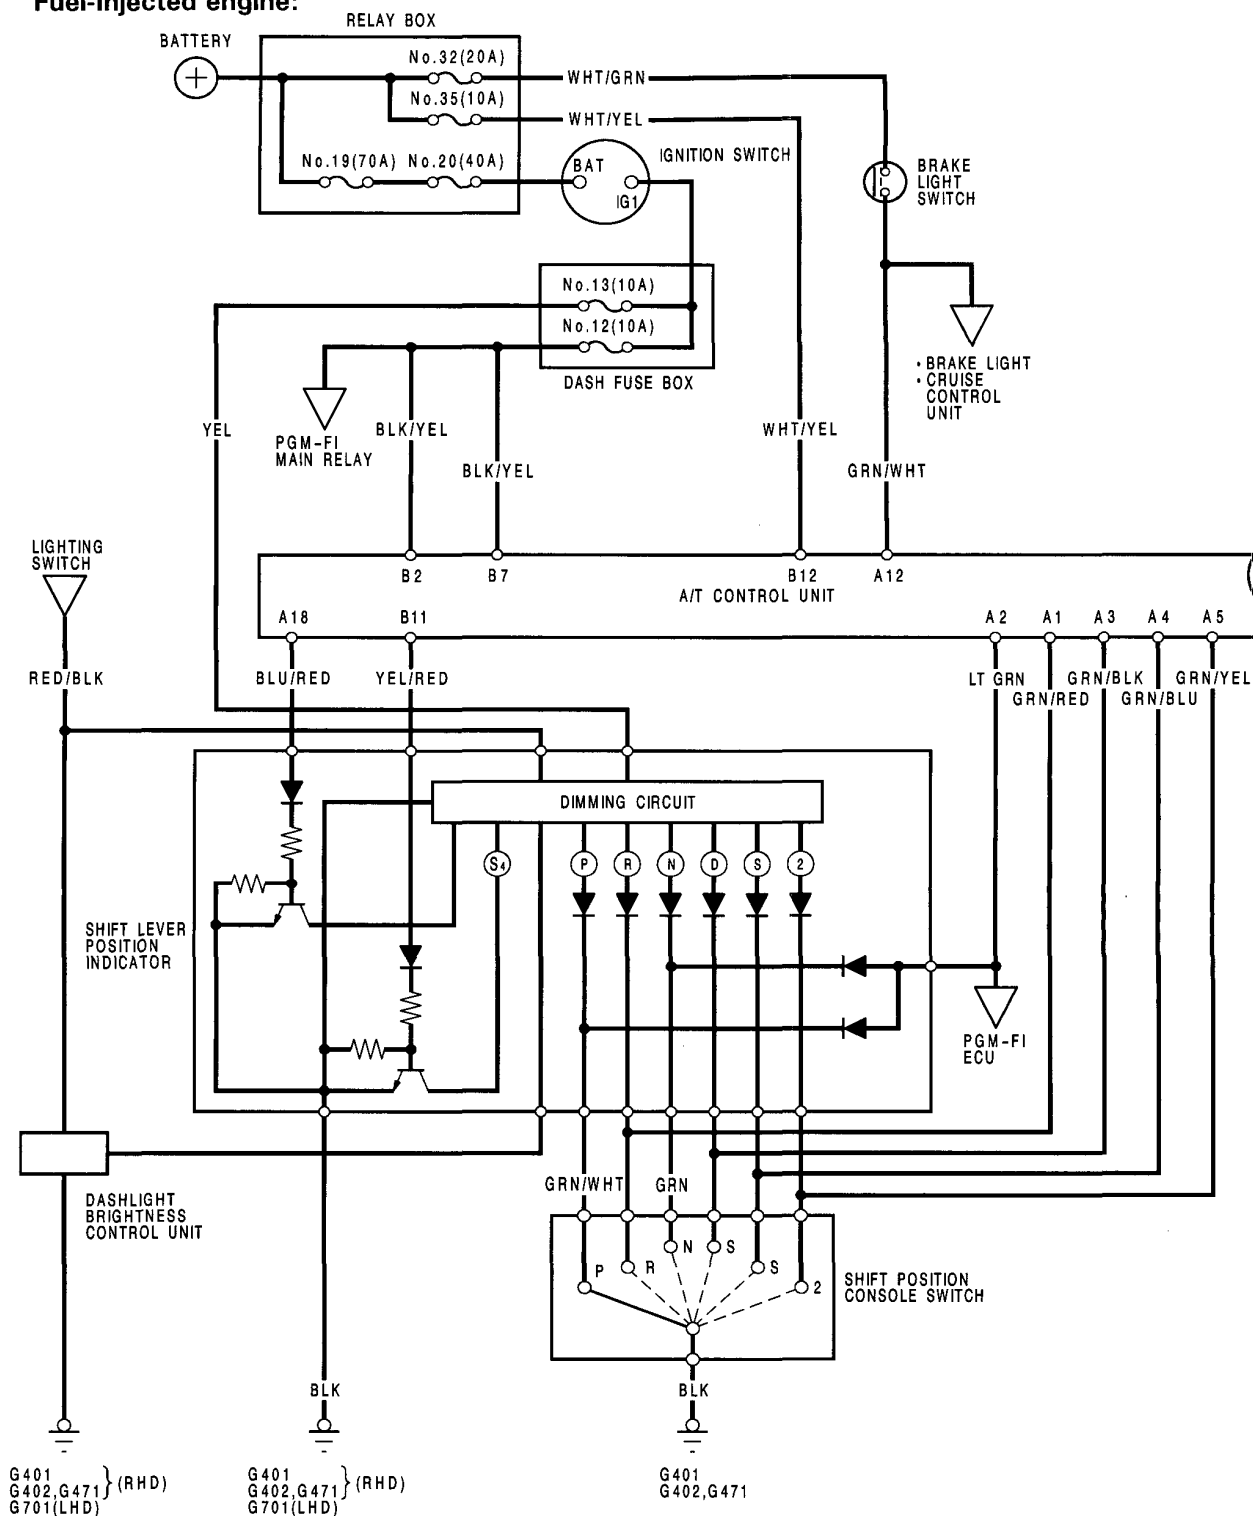 Fuel-injected engine:
RELAY BOX
BATTERY
No.32(20A)
WHT/GRN
No.35(10A)
WHT/YEL
No.19(70A) No.20(40A)
BAT
IG1
IGNITION SWITCH
BRAKE
LIGHT
SWITCH
No.13(10A)
No.12(10A)
DASH FUSE BOX
• BRAKE LIGHT
• CRUISE
CONTROL
UNIT
YEL
PGM-FI
MAIN RELAY
BLK/YEL
BLK/YEL
WHT/YEL
GRN/WHT
LIGHTING
SWITCH
B2
B7
B12
A12
A/T CONTROL UNIT
A18
B11
A2
A1
A3
A4
A5
RED/BLK
BLU/RED
YEL/RED
LT GRN
GRN/RED
GRN/BLK
GRN/BLU
GRN/YEL
DIMMING CIRCUIT
S4
P
R
N
D
S
2
SHIFT LEVER
POSITION
INDICATOR
PGM-FI
ECU
GRN/WHT
GRN
DASHLIGHT
BRIGHTNESS
CONTROL UNIT
P
R
N
S
S
2
SHIFT POSITION
CONSOLE SWITCH
BLK
BLK
G401
G402,G471 } (RHD)
G701(LHD)
G401
G402,G471 } (RHD)
G701(LHD)
G401
G402,G471